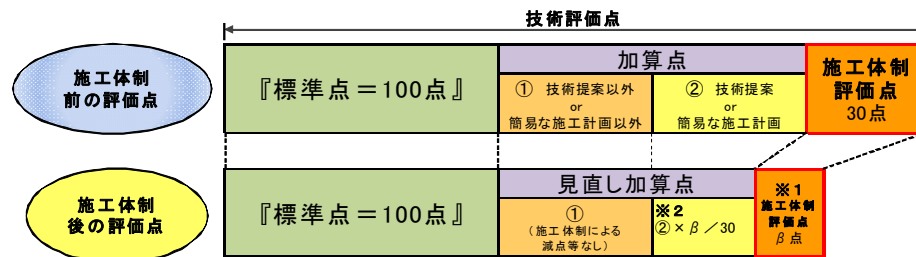 技術評価点
施工体制
前の評価点
『標準点＝100点』
加算点
① 技術提案以外
or
簡易な施工計画以外
② 技術提案
or
簡易な施工計画
施工体制
評価点
30点
施工体制
後の評価点
『標準点＝100点』
見直し加算点
①
（施工体制による
減点等なし）
※2
②×β／30
※1
施工体制
評価点
β点